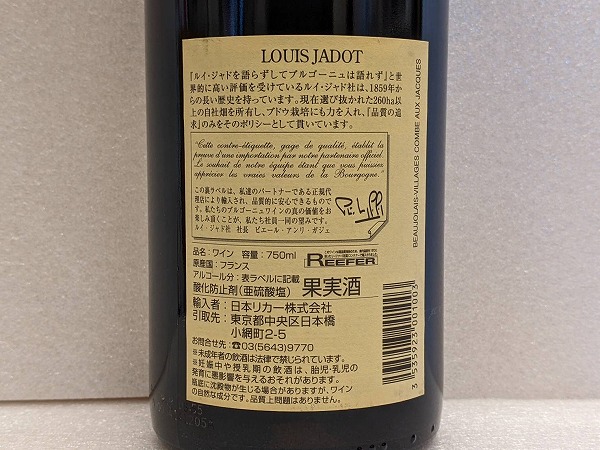 LOUIS JADOT
『ルイ・ジャドを語らずしてブルゴーニュは語れず』と世
界的に高い評価を受けているルイ・ジャド社は、1859年か
らの長い歴史を持っています。現在選び抜かれた260ha以
上の自社畑を所有し、ブドウ栽培にも力を入れ、「品質の追
求」のみをそのポリシーとして貫いています。
"Cette contre-étiquette, gage de qualité, établit la
preuve d'une importation par notre partenaire officiel.
Le souhait de notre équipe étant que vous puissiez
apprécier les vraies valeurs de la Bourgogne."
この裏ラベルは、私達のパートナーである正規代
理店により輸入され、品質的に安心できるものです。
私たちのブルゴーニュワインの真の価値をお
楽しみ頂くことが、私たち社員一同の望みです。
ルイ・ジャド社 社長 ピエール・アンリ・ガジェ
品名：ワイン 容量：750ml
原産国：フランス
REEFER
アルコール分：表ラベルに記載
酸化防止剤（亜硫酸塩） 果実酒
輸入者：日本リカー株式会社
引取先：東京都中央区日本橋
小網町2-5
お問合せ先：☎03(5643)9770
※未成年者の飲酒は法律で禁じられています。
※妊娠中や授乳期の飲酒は、胎児・乳児の
発育に悪影響を与えるおそれがあります。
瓶底に沈殿物が生じる場合がありますが、ワイン
の自然な成分です。品質上問題はありません。
BEAUJOLAIS-VILLAGES COMBE AUX JACQUES
3 535923 001003